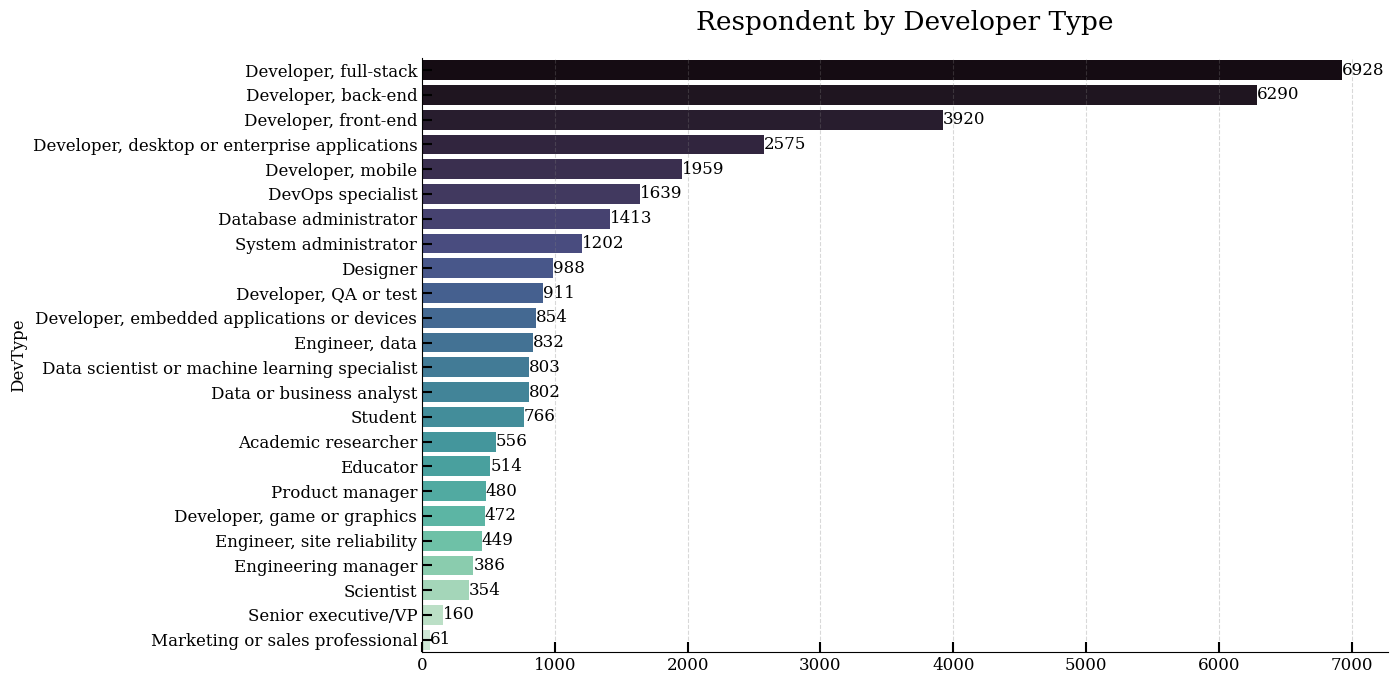 Respondent by Developer Type
Developer, full-stack 6928
Developer, back-end 6290
Developer, front-end 3920
Developer, desktop or enterprise applications 2575
Developer, mobile 1959
DevOps specialist 1639
Database administrator 1413
System administrator 1202
Designer 988
Developer, QA or test 911
Developer, embedded applications or devices 854
Engineer, data 832
Data scientist or machine learning specialist 803
Data or business analyst 802
Student 766
Academic researcher 556
Educator 514
Product manager 480
Developer, game or graphics 472
Engineer, site reliability 449
Engineering manager 386
Scientist 354
Senior executive/VP 160
Marketing or sales professional 61
DevType
0 1000 2000 3000 4000 5000 6000 7000